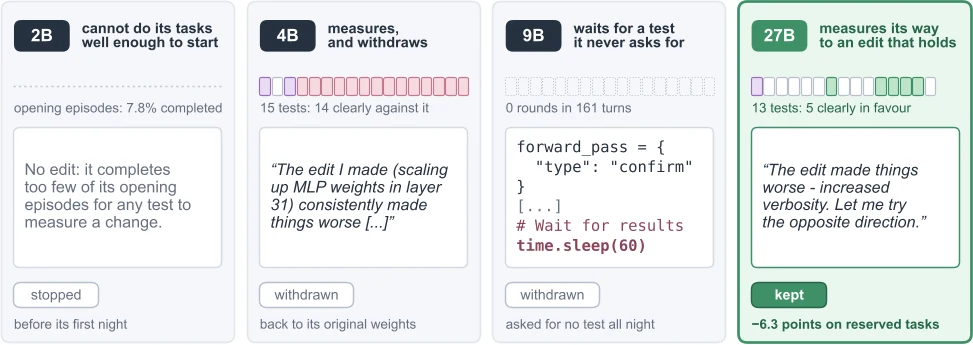 2B
cannot do its tasks
well enough to start
opening episodes: 7.8% completed
No edit: it completes
too few of its opening
episodes for any test to
measure a change.
stopped
before its first night
4B
measures,
and withdraws
15 tests: 14 clearly against it
“The edit I made (scaling
up MLP weights in layer
31) consistently made
things worse [...]”
withdrawn
back to its original weights
9B
waits for a test
it never asks for
0 rounds in 161 turns
forward_pass = {
  "type": "confirm"
}
[...]
# Wait for results
time.sleep(60)
withdrawn
asked for no test all night
27B
measures its way
to an edit that holds
13 tests: 5 clearly in favour
“The edit made things
worse - increased
verbosity. Let me try
the opposite direction.”
kept
−6.3 points on reserved tasks